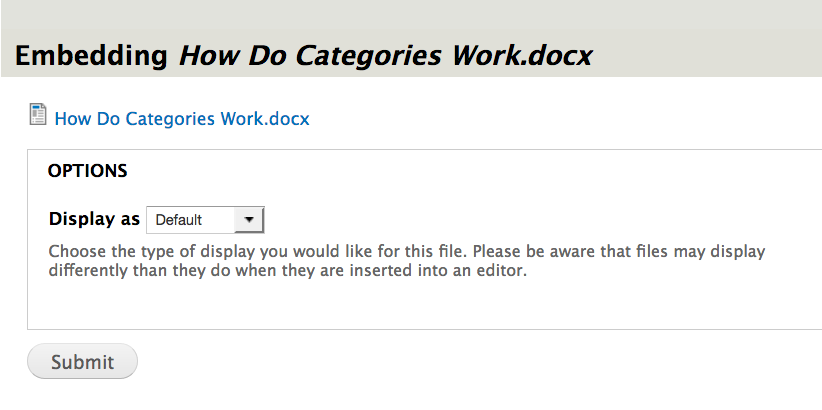 Embedding How Do Categories Work.docx
How Do Categories Work.docx
OPTIONS
Display as Default
Choose the type of display you would like for this file. Please be aware that files may display
differently than they do when they are inserted into an editor.
Submit